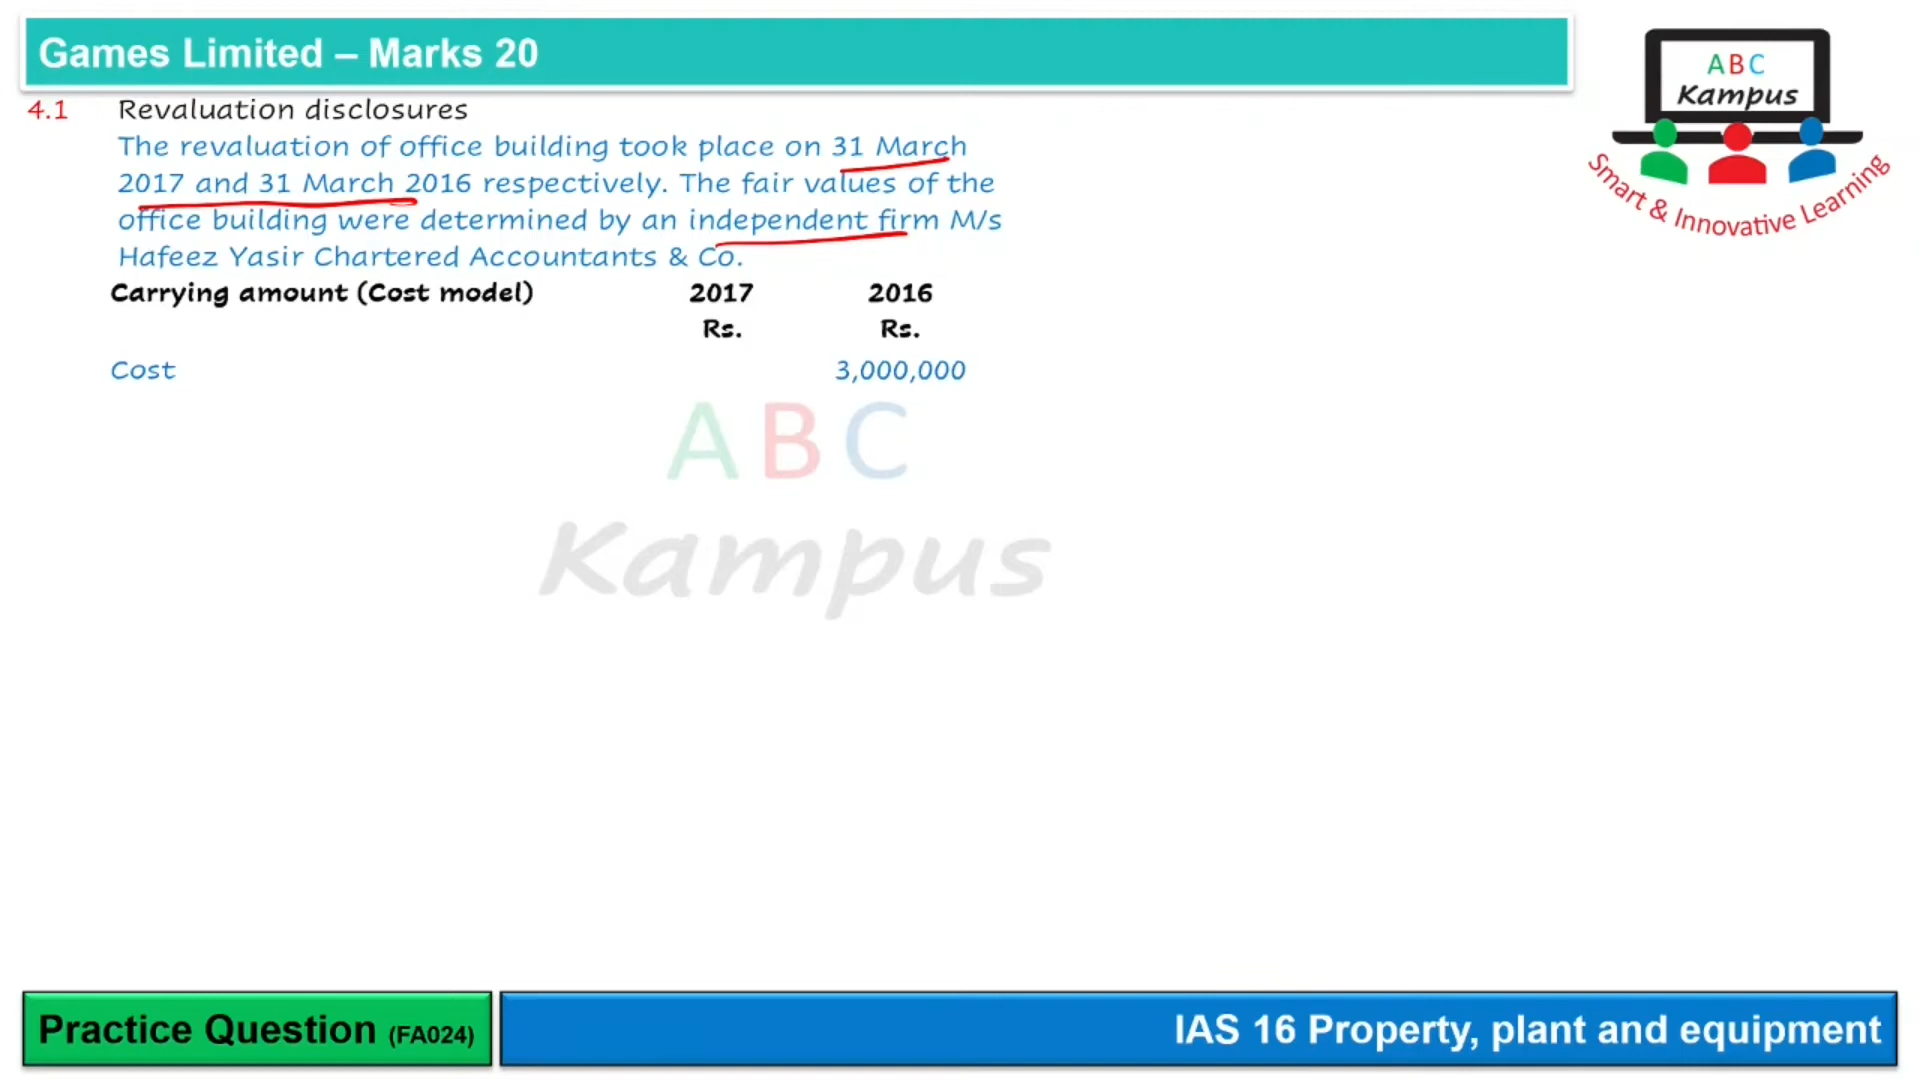 Games Limited – Marks 20
ABC
Kampus
Smart & Innovative Learning
4.1 Revaluation disclosures
The revaluation of office building took place on 31 March
2017 and 31 March 2016 respectively. The fair values of the
office building were determined by an independent firm M/s
Hafeez Yasir Chartered Accountants & Co.
Carrying amount (Cost model) 2017 2016
Rs. Rs.
Cost 3,000,000
ABC
Kampus
Practice Question (FA024)
IAS 16 Property, plant and equipment